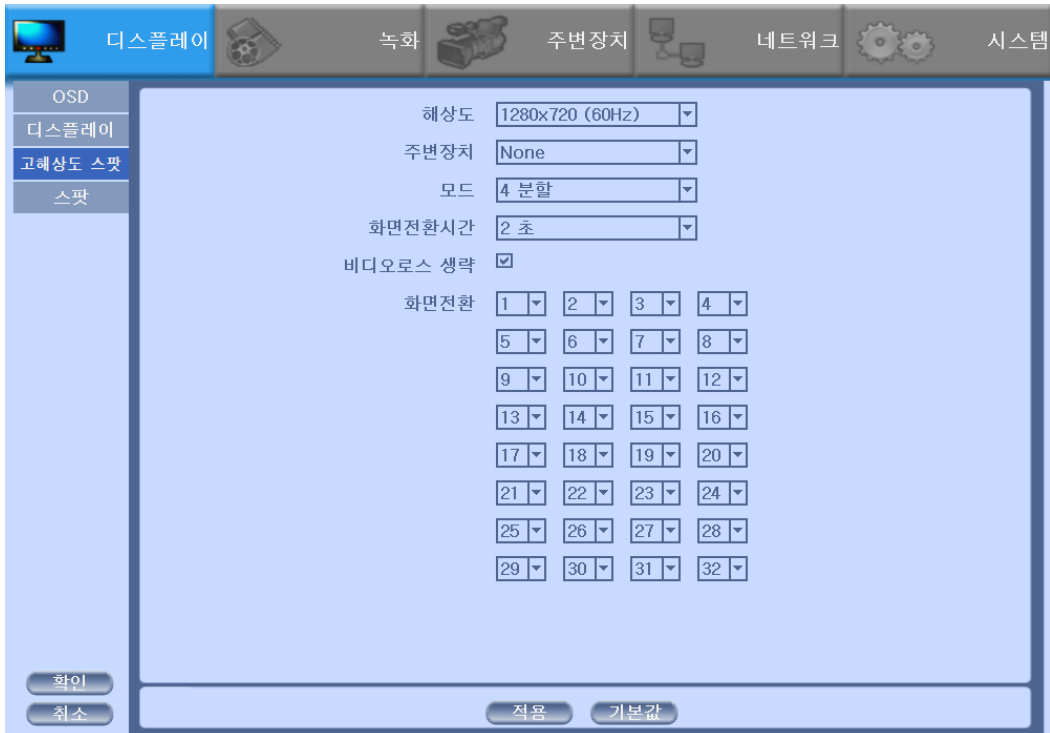 디스플레이 녹화 주변장치 네트워크 시스템
OSD
디스플레이
고해상도 스팟
스팟
해상도 1280x720 (60Hz)
주변장치 None
모드 4 분할
화면전환시간 2 초
비디오로스 생략
화면전환 1 2 3 4
5 6 7 8
9 10 11 12
13 14 15 16
17 18 19 20
21 22 23 24
25 26 27 28
29 30 31 32
확인
취소
적용 기본값